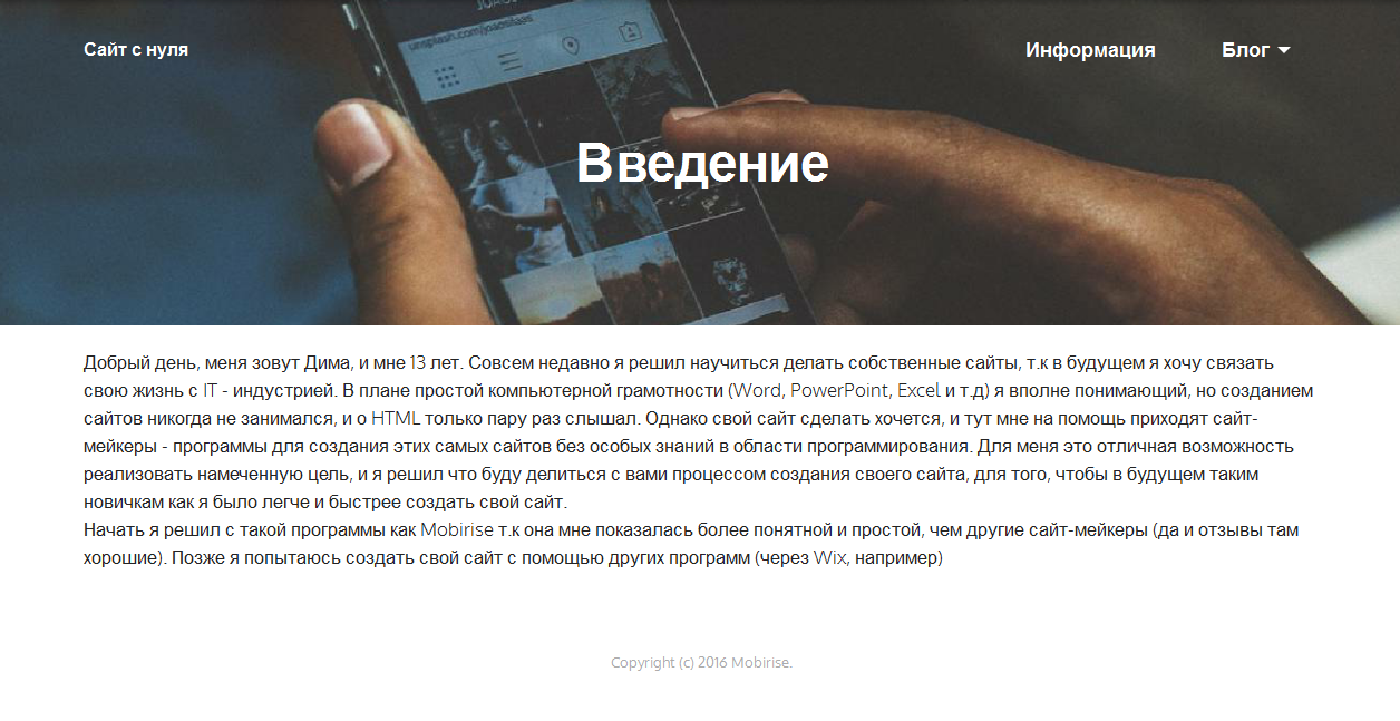 unsplash.com/joaosilas
Сайт с нуля
Информация
Блог
Введение
Добрый день, меня зовут Дима, и мне 13 лет. Совсем недавно я решил научиться делать собственные сайты, т.к в будущем я хочу связать
свою жизнь с IT - индустрией. В плане простой компьютерной грамотности (Word, PowerPoint, Excel и т.д) я вполне понимающий, но созданием
сайтов никогда не занимался, и о HTML только пару раз слышал. Однако свой сайт сделать хочется, и тут мне на помощь приходят сайт-
мейкеры - программы для создания этих самых сайтов без особых знаний в области программирования. Для меня это отличная возможность
реализовать намеченную цель, и я решил что буду делиться с вами процессом создания своего сайта, для того, чтобы в будущем таким
новичкам как я было легче и быстрее создать свой сайт.
Начать я решил с такой программы как Mobirise т.к она мне показалась более понятной и простой, чем другие сайт-мейкеры (да и отзывы там
хорошие). Позже я попытаюсь создать свой сайт с помощью других программ (через Wix, например)
Copyright (c) 2016 Mobirise.